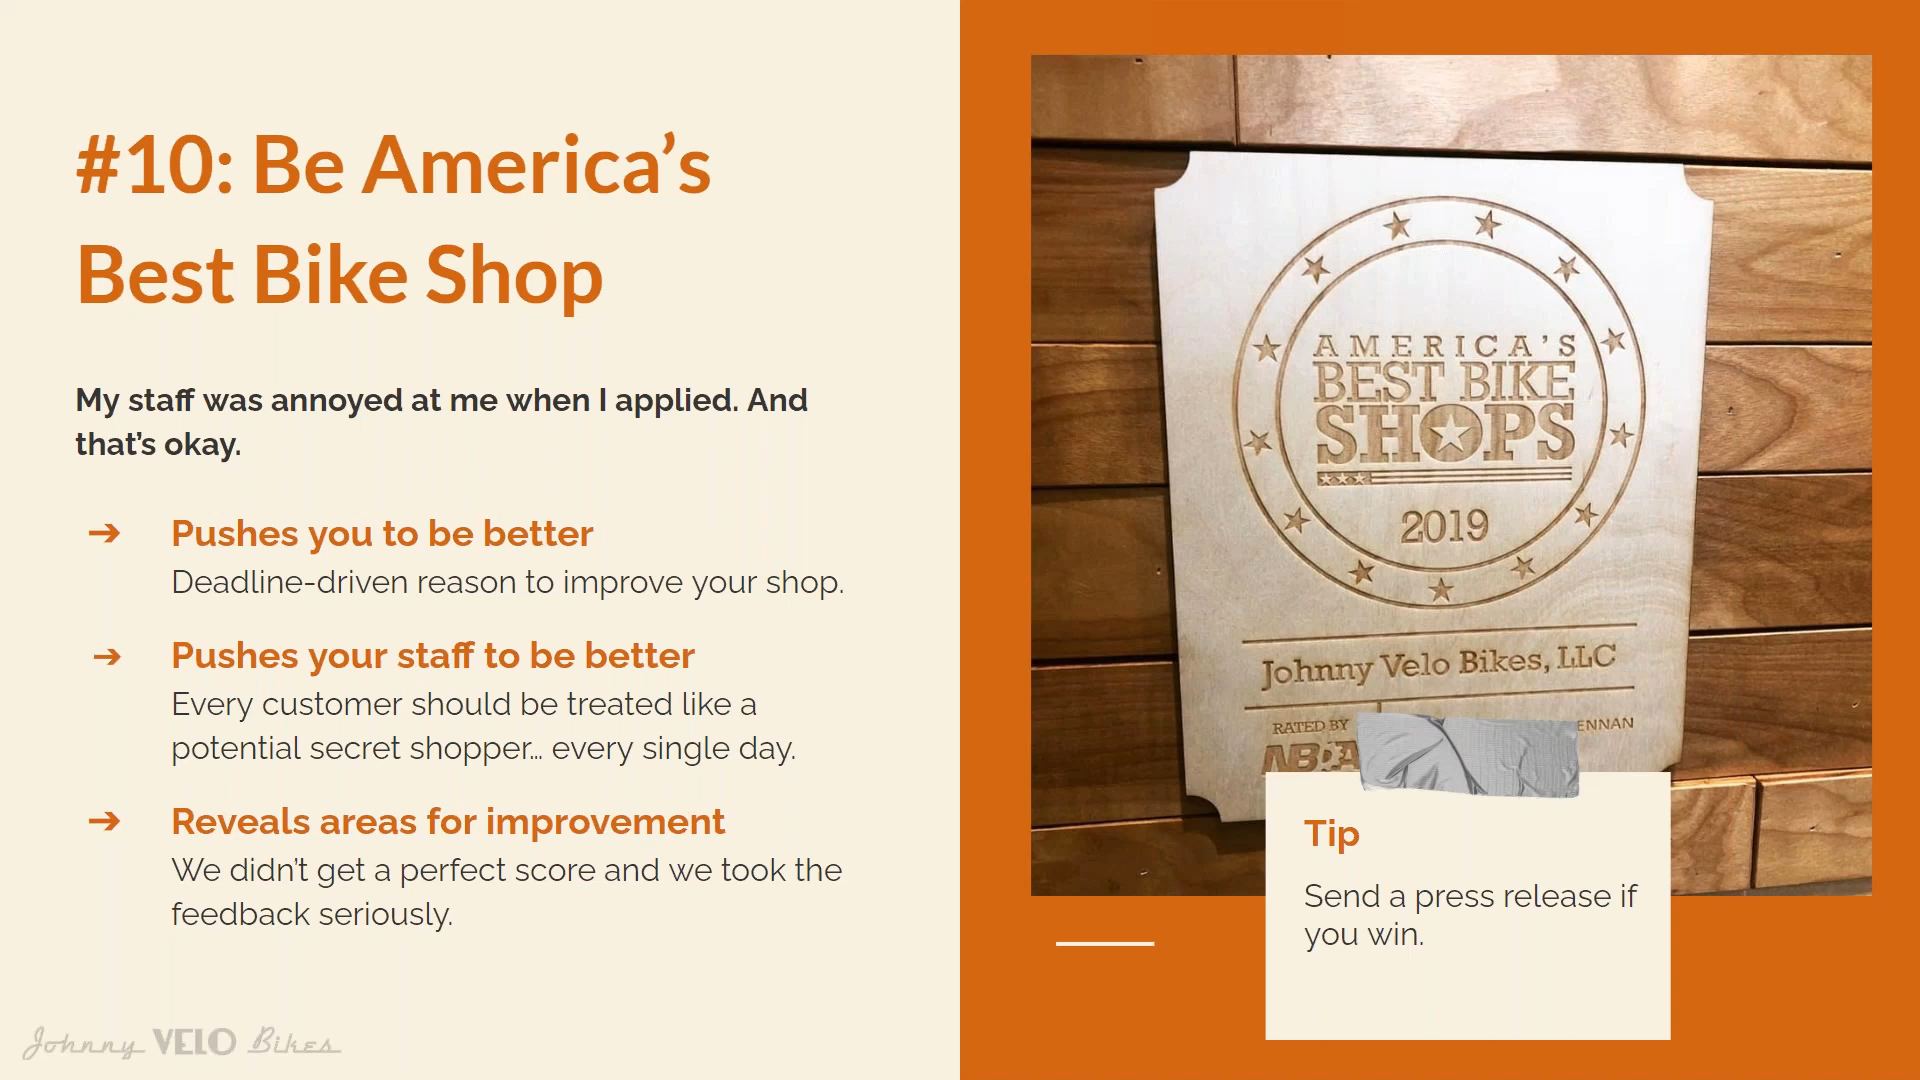 #10: Be America’s
Best Bike Shop
My staff was annoyed at me when I applied. And
that’s okay.
➔ Pushes you to be better
Deadline-driven reason to improve your shop.
➔ Pushes your staff to be better
Every customer should be treated like a
potential secret shopper… every single day.
➔ Reveals areas for improvement
We didn’t get a perfect score and we took the
feedback seriously.
Johnny VELO Bikes
AMERICA'S
BEST BIKE
SHOPS
2019
Johnny Velo Bikes, LLC
RATED BY
NBDA
Tip
Send a press release if
you win.